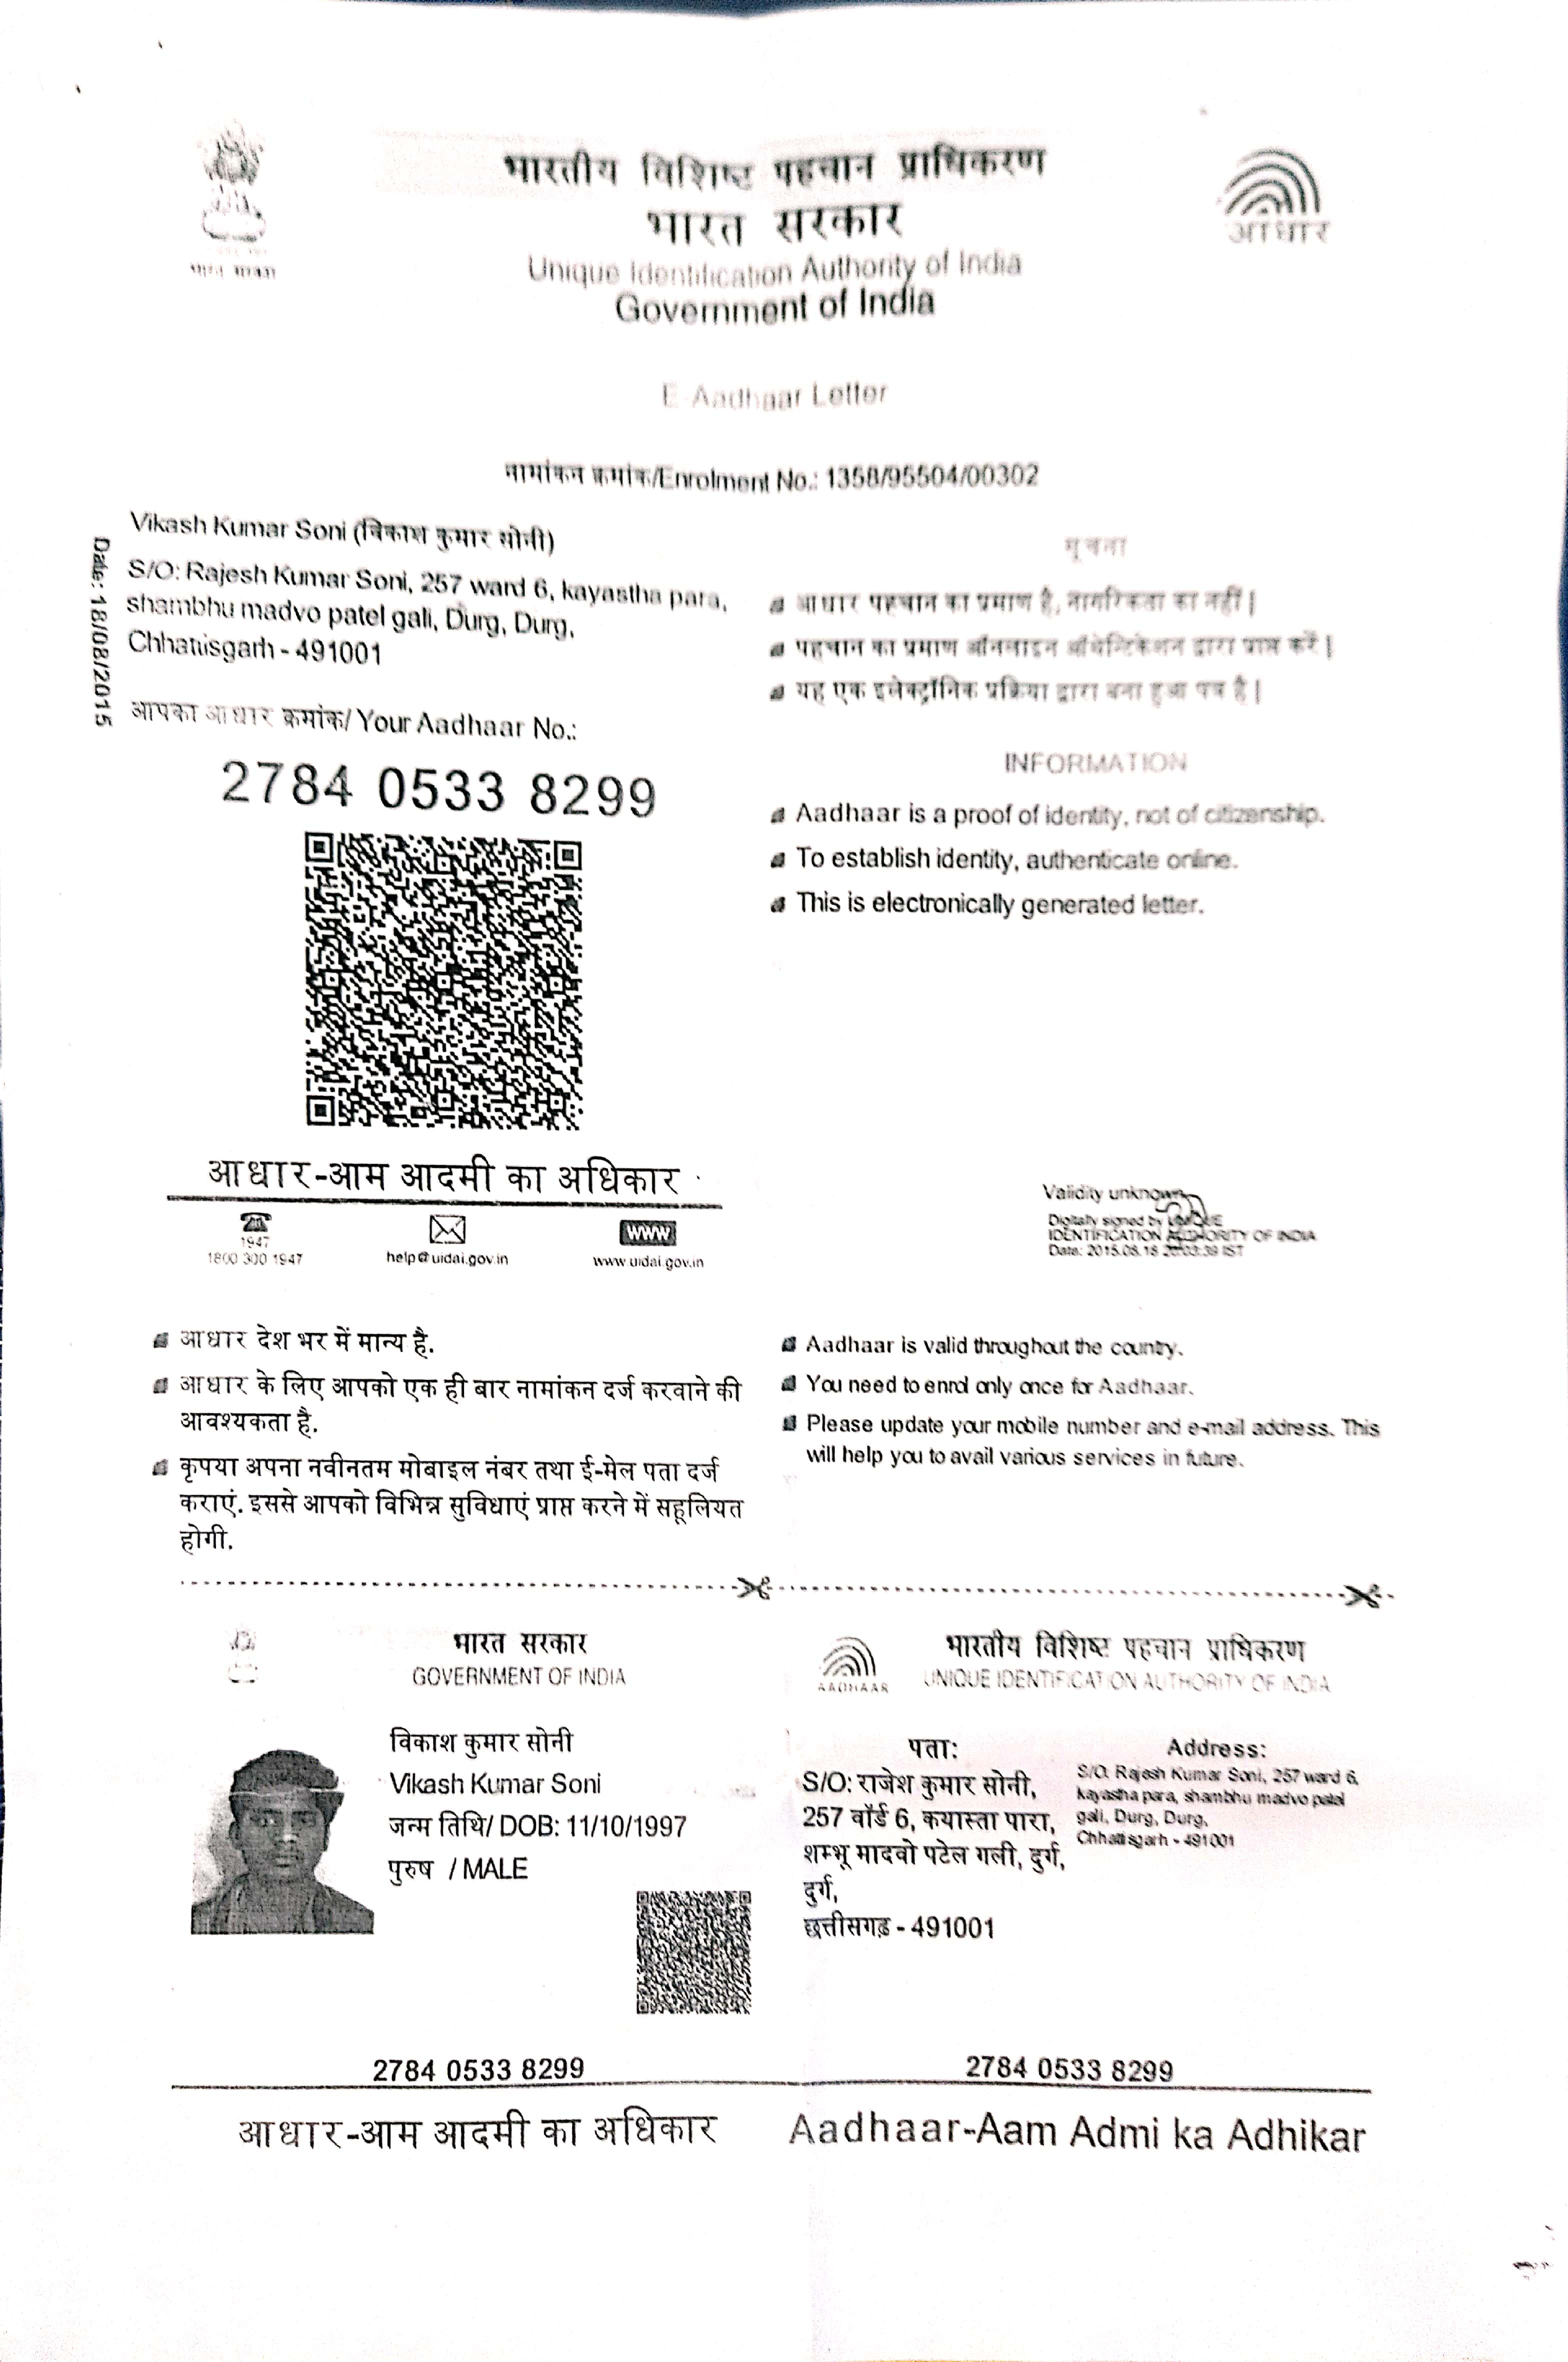 भारतीय विशिष्ट पहचान प्राधिकरण
भारत सरकार
Unique Identification Authority of India
Government of India
आधार
भारत सरकार
E-Aadhaar Letter
नामांकन क्रमांक/Enrolment No.: 1358/95504/00302
Date: 18/08/2015
Vikash Kumar Soni (विकाश कुमार सोनी)
S/O: Rajesh Kumar Soni, 257 ward 6, kayastha para,
shambhu madvo patel gali, Durg, Durg,
Chhattisgarh - 491001
आपका आधार क्रमांक/ Your Aadhaar No.:
2784 0533 8299
सूचना
आधार पहचान का प्रमाण है, नागरिकता का नहीं |
पहचान का प्रमाण ऑनलाइन ऑथेन्टिकेशन द्वारा प्राप्त करें |
यह एक इलेक्ट्रॉनिक प्रक्रिया द्वारा बना हुआ पत्र है |
INFORMATION
Aadhaar is a proof of identity, not of citizenship.
To establish identity, authenticate online.
This is electronically generated letter.
आधार-आम आदमी का अधिकार
1947
1800 300 1947
help@uidai.gov.in
www
www.uidai.gov.in
Validity unknown
Digitally signed by UNIQUE
IDENTIFICATION AUTHORITY OF INDIA
Date: 2015.08.18 20:03:39 IST
आधार देश भर में मान्य है.
आधार के लिए आपको एक ही बार नामांकन दर्ज करवाने की
आवश्यकता है.
कृपया अपना नवीनतम मोबाइल नंबर तथा ई-मेल पता दर्ज
कराएं. इससे आपको विभिन्न सुविधाएं प्राप्त करने में सहूलियत
होगी.
Aadhaar is valid throughout the country.
You need to enrol only once for Aadhaar.
Please update your mobile number and e-mail address. This
will help you to avail various services in future.
भारत सरकार
GOVERNMENT OF INDIA
विकाश कुमार सोनी
Vikash Kumar Soni
जन्म तिथि/ DOB: 11/10/1997
पुरुष / MALE
2784 0533 8299
आधार-आम आदमी का अधिकार
AADHAAR
भारतीय विशिष्ट पहचान प्राधिकरण
UNIQUE IDENTIFICATION AUTHORITY OF INDIA
पता:
S/O: राजेश कुमार सोनी,
257 वॉर्ड 6, कयास्ता पारा,
शम्भू मादवो पटेल गली, दुर्ग,
दुर्ग,
छत्तीसगढ़ - 491001
Address:
S/O: Rajesh Kumar Soni, 257 ward 6,
kayastha para, shambhu madvo patel
gali, Durg, Durg,
Chhattisgarh - 491001
2784 0533 8299
Aadhaar-Aam Admi ka Adhikar